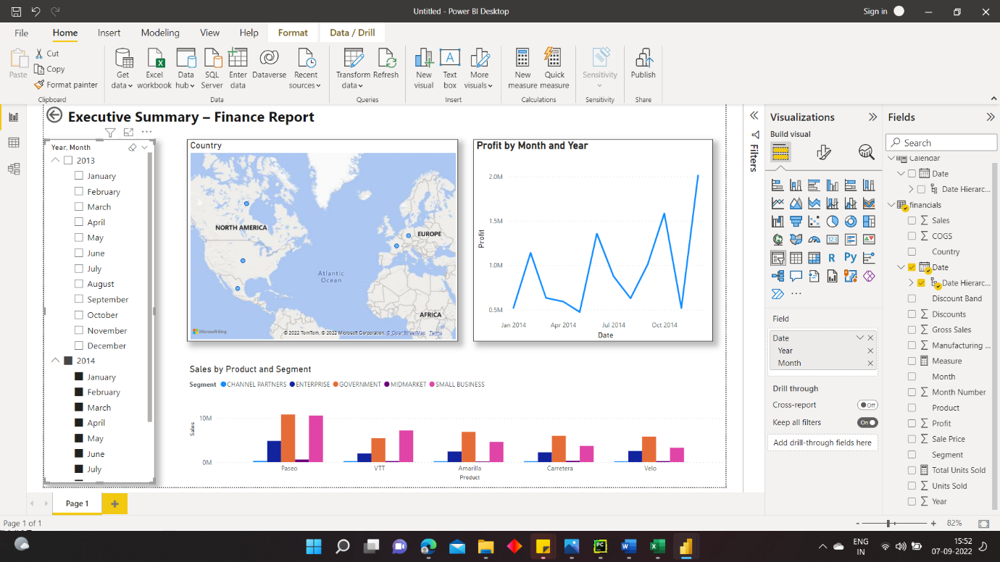 Untitled - Power BI Desktop
Sign in
File Home Insert Modeling View Help Format Data / Drill
Paste
Cut
Copy
Format painter
Clipboard
Get data
Excel workbook
Data hub
SQL Server
Enter data
Dataverse
Recent sources
Data
Transform data
Refresh
Queries
New visual
Text box
More visuals
Insert
New measure
Quick measure
Calculations
Sensitivity
Sensitivity
Publish
Share
Executive Summary – Finance Report
Year, Month
2013
January
February
March
April
May
June
July
August
September
October
November
December
2014
January
February
March
April
May
June
July
Country
NORTH AMERICA
EUROPE
Atlantic
Ocean
AFRICA
Microsoft Bing
© 2022 TomTom, © 2022 Microsoft Corporation, © OpenStreetMap Terms
Profit by Month and Year
Profit
2.0M
1.5M
1.0M
0.5M
Jan 2014 Apr 2014 Jul 2014 Oct 2014
Date
Sales by Product and Segment
Segment CHANNEL PARTNERS ENTERPRISE GOVERNMENT MIDMARKET SMALL BUSINESS
Sales
10M
0M
Paseo VTT Amarilla Carretera Velo
Product
Filters
Visualizations
Build visual
123
R
Py
Field
Date
Year
Month
Drill through
Cross-report Off
Keep all filters On
Add drill-through fields here
Fields
Search
Calendar
Date
Date Hierarc...
financials
Sales
COGS
Country
Date
Date Hierarc...
Discount Band
Discounts
Gross Sales
Manufacturing ...
Measure
Month
Month Number
Product
Profit
Sale Price
Segment
Total Units Sold
Units Sold
Year
Page 1
Page 1 of 1
82%
ENG
IN
15:52
07-09-2022